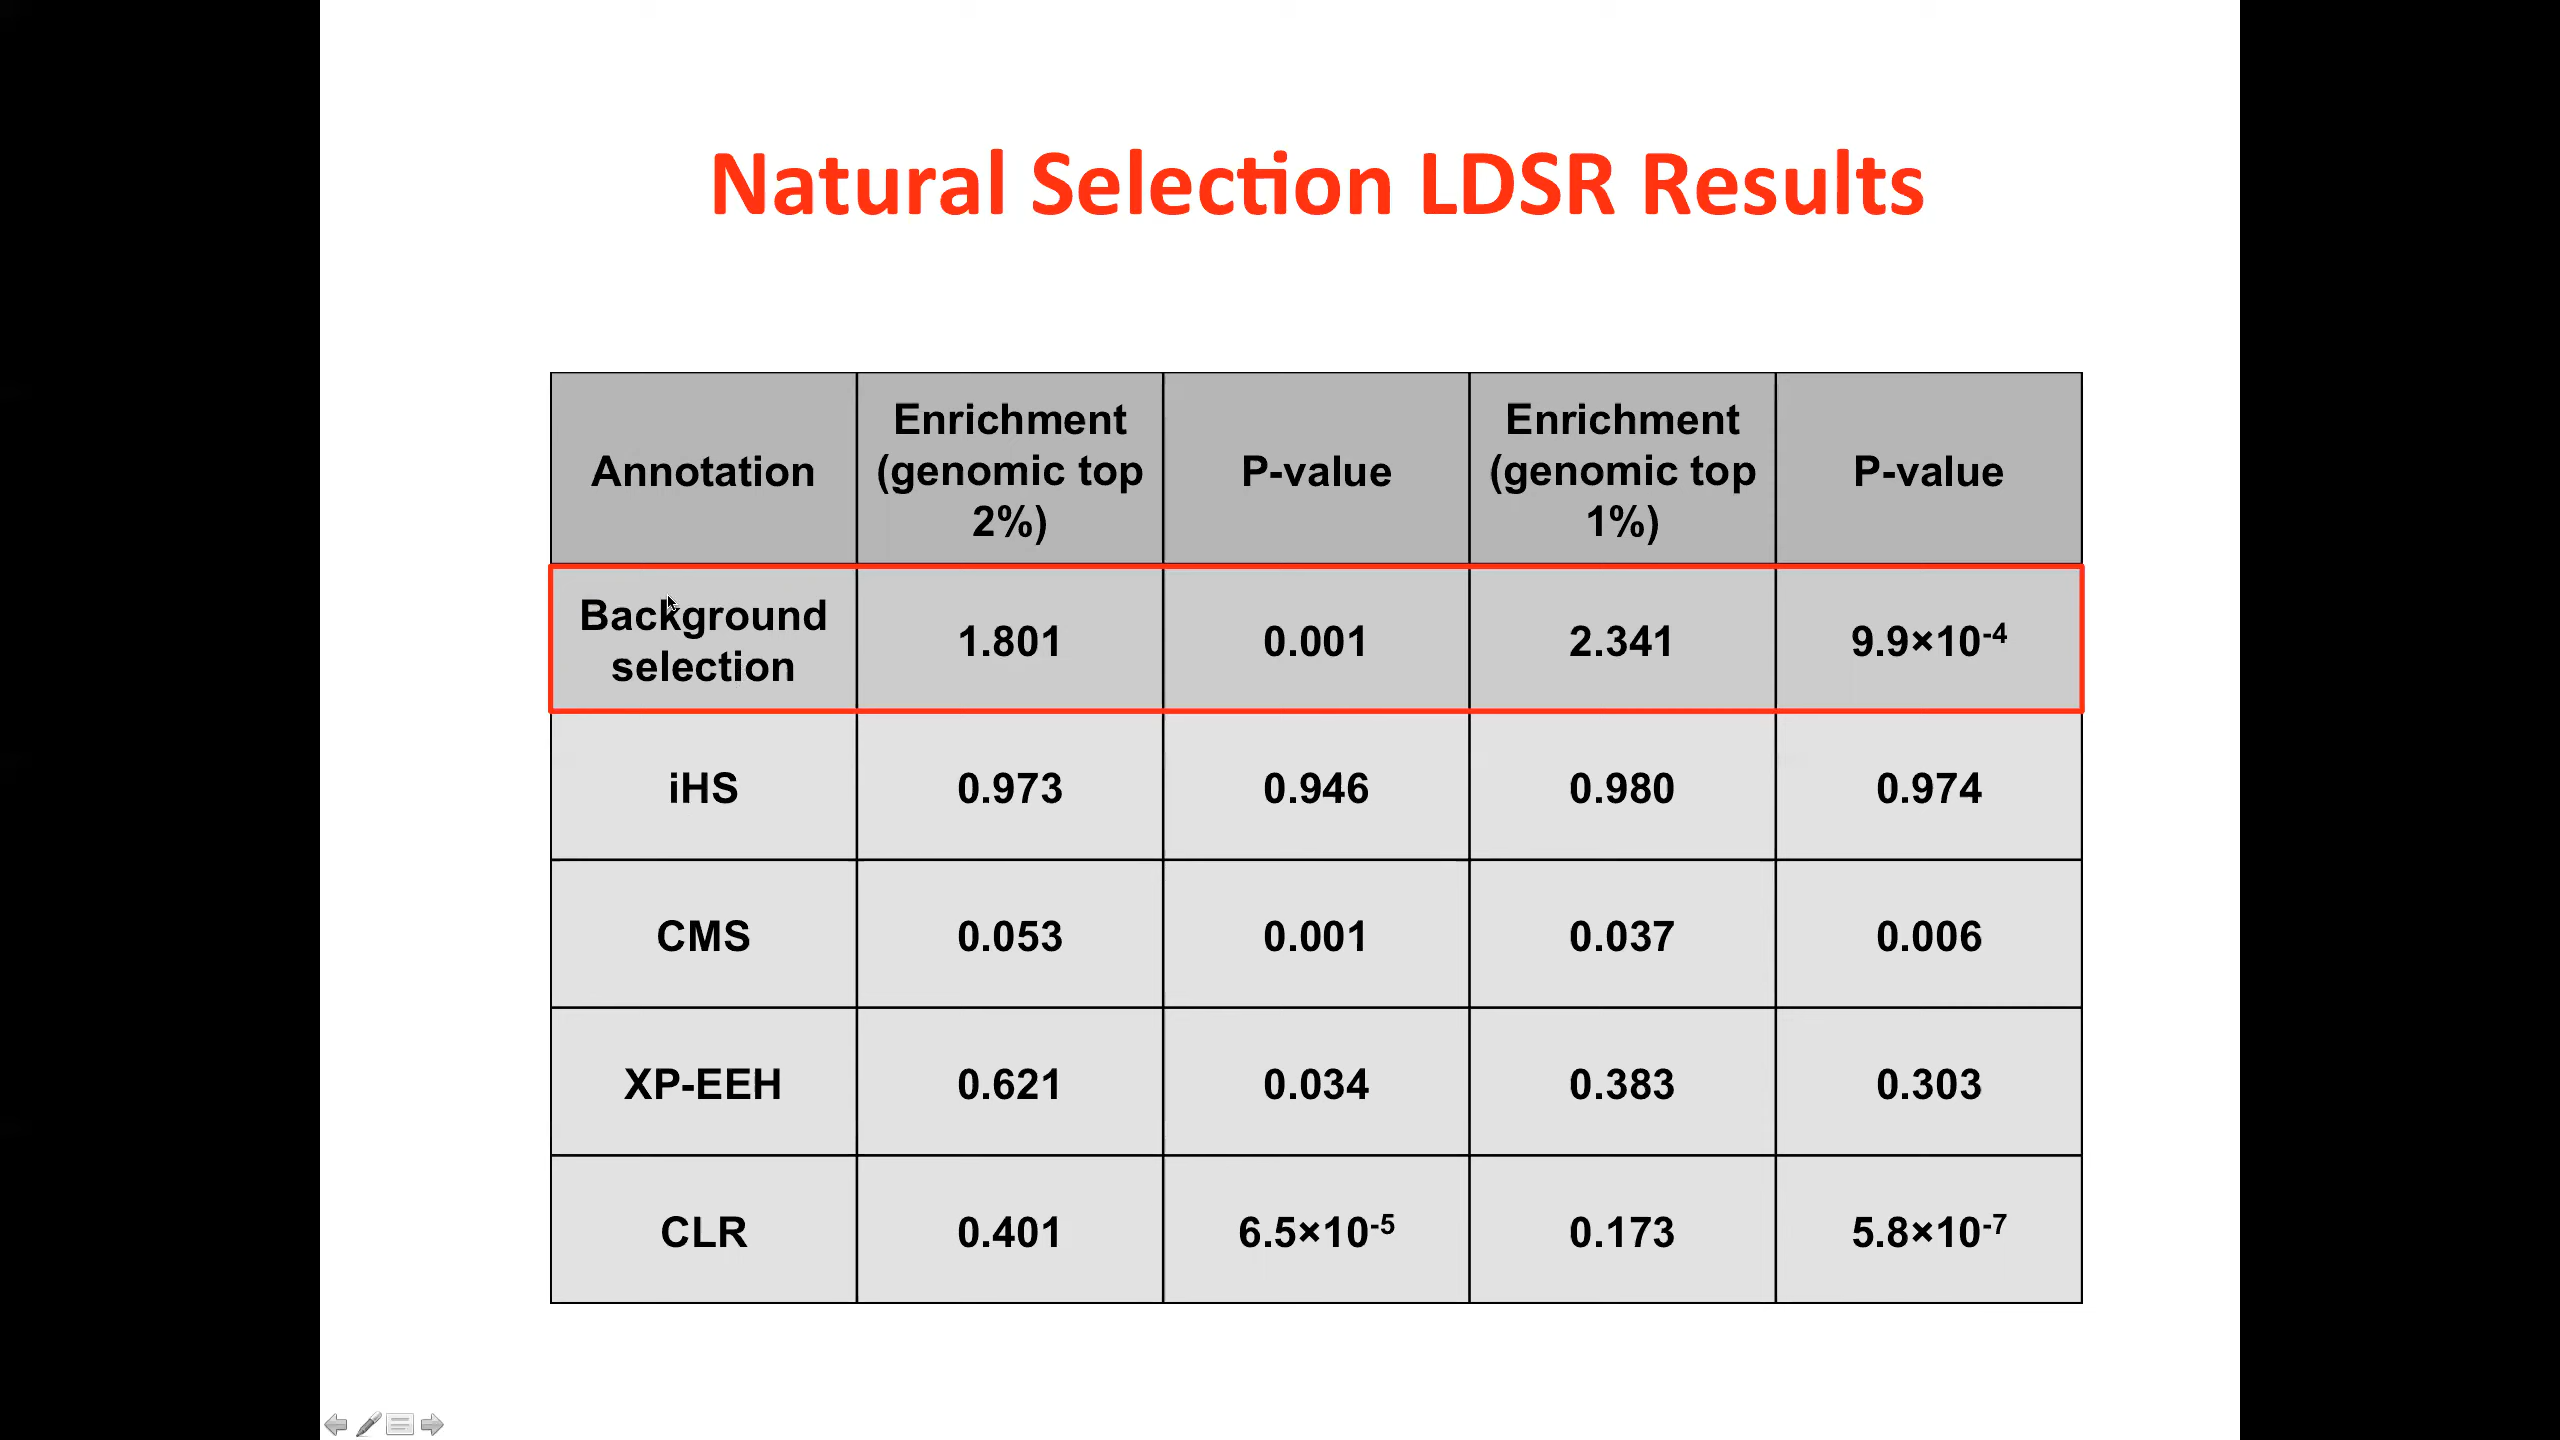 Natural Selection LDSR Results
Annotation
Enrichment
(genomic top
2%)
P-value
Enrichment
(genomic top
1%)
P-value
Background
selection
1.801
0.001
2.341
9.9×10⁻⁴
iHS
0.973
0.946
0.980
0.974
CMS
0.053
0.001
0.037
0.006
XP-EEH
0.621
0.034
0.383
0.303
CLR
0.401
6.5×10⁻⁵
0.173
5.8×10⁻⁷